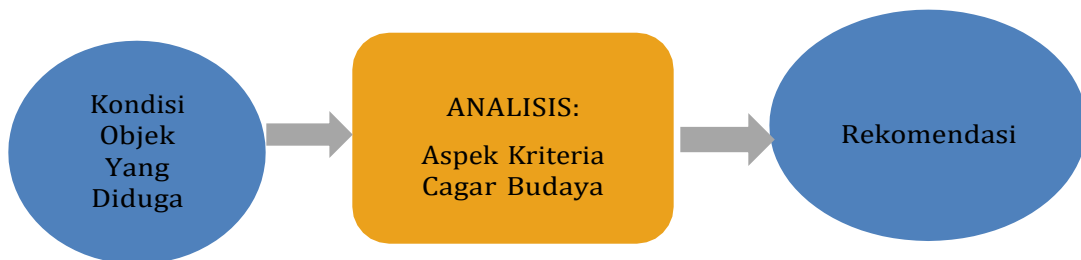 Kondisi
Objek
Yang
Diduga
ANALISIS:
Aspek Kriteria
Cagar Budaya
Rekomendasi